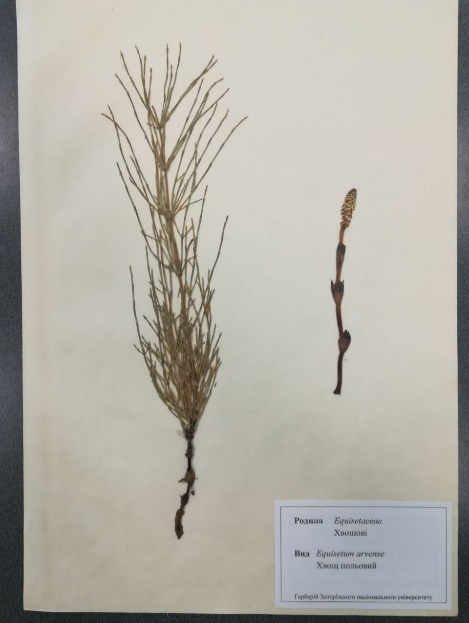 Родина Equisetaceae
Хвощові
Вид Equisetum arvense
Хвощ польовий
Гербарій Запорізького національного університету